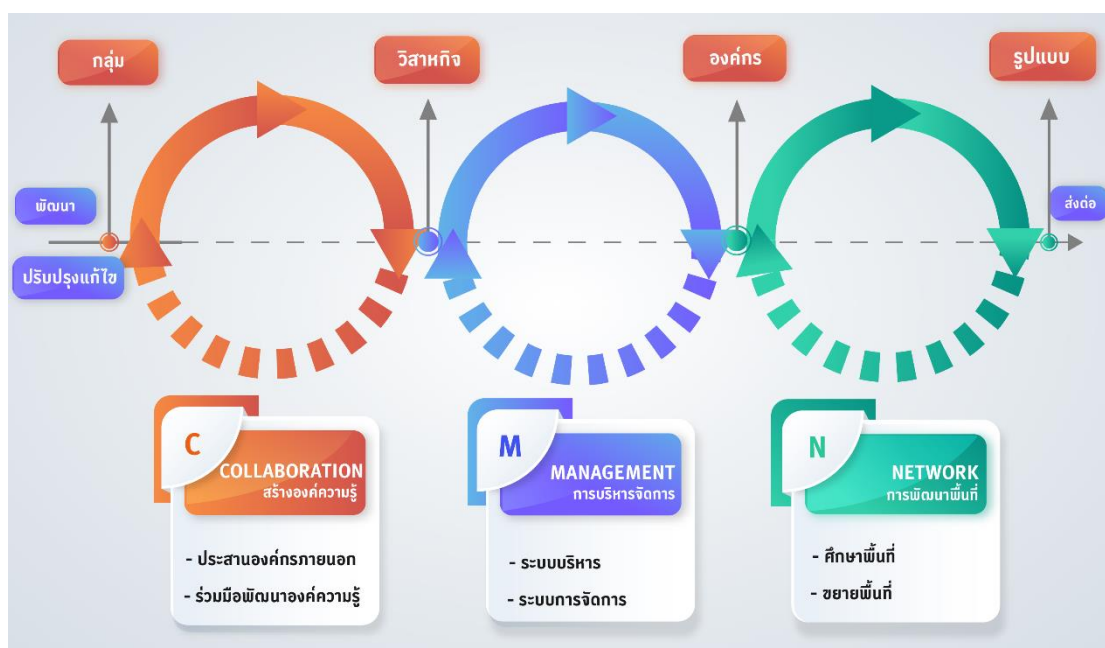 กลุ่ม
วิสาหกิจ
องค์กร
รูปแบบ
พัฒนา
ส่งต่อ
ปรับปรุงแก้ไข
C
COLLABORATION
สร้างองค์ความรู้
- ประสานองค์กรภายนอก
- ร่วมมือพัฒนาองค์ความรู้
M
MANAGEMENT
การบริหารจัดการ
- ระบบบริหาร
- ระบบการจัดการ
N
NETWORK
การพัฒนาพื้นที่
- ศึกษาพื้นที่
- ขยายพื้นที่